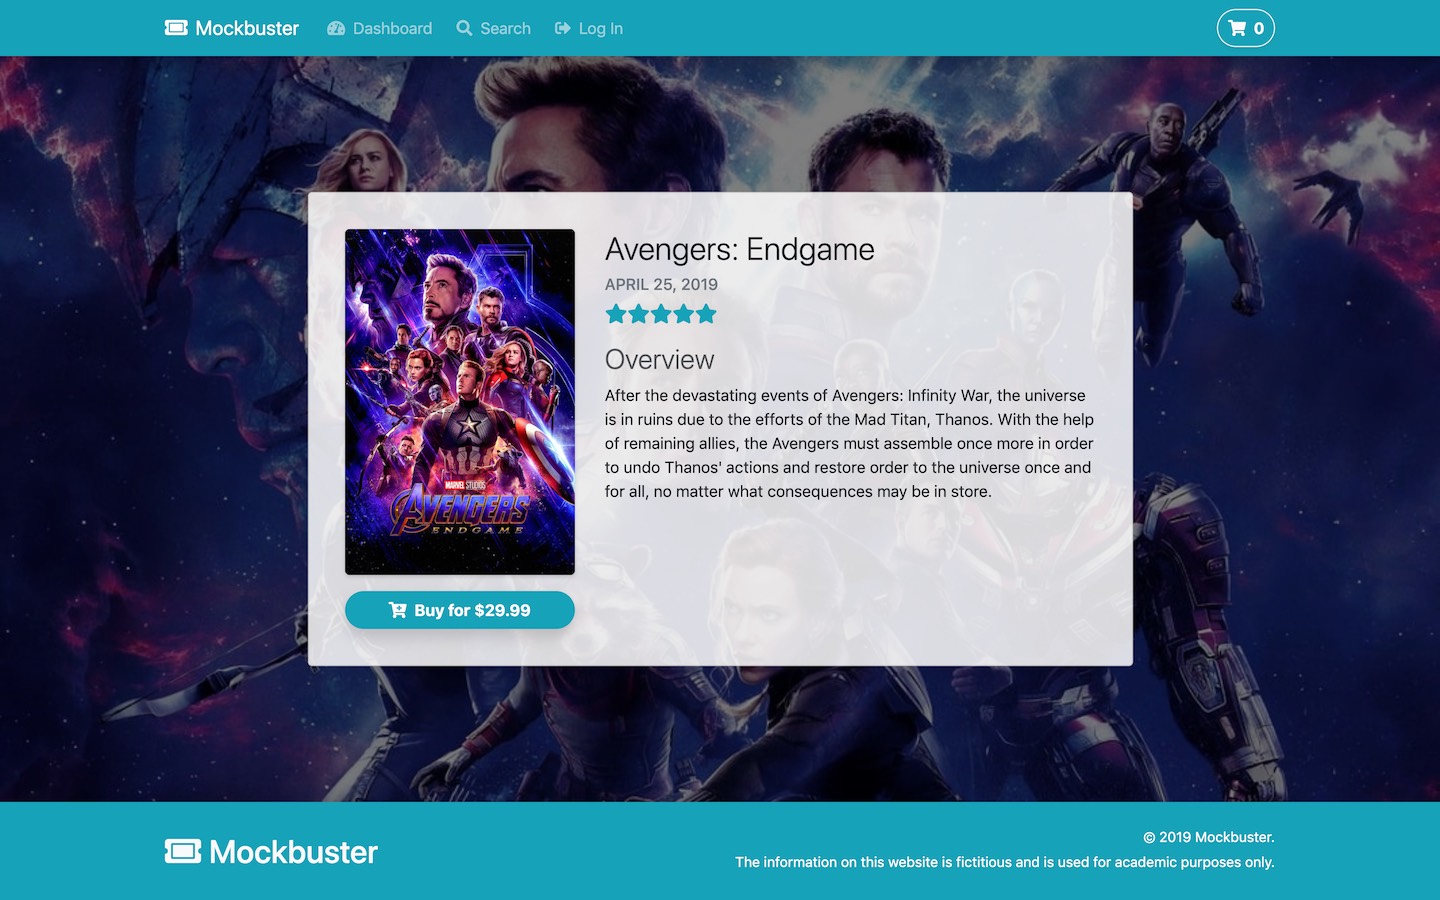 Mockbuster
Dashboard
Search
Log In
0
Avengers: Endgame
APRIL 25, 2019
Overview
After the devastating events of Avengers: Infinity War, the universe
is in ruins due to the efforts of the Mad Titan, Thanos. With the help
of remaining allies, the Avengers must assemble once more in order
to undo Thanos' actions and restore order to the universe once and
for all, no matter what consequences may be in store.
MARVEL STUDIOS
AVENGERS
ENDGAME
Buy for $29.99
Mockbuster
© 2019 Mockbuster.
The information on this website is fictitious and is used for academic purposes only.